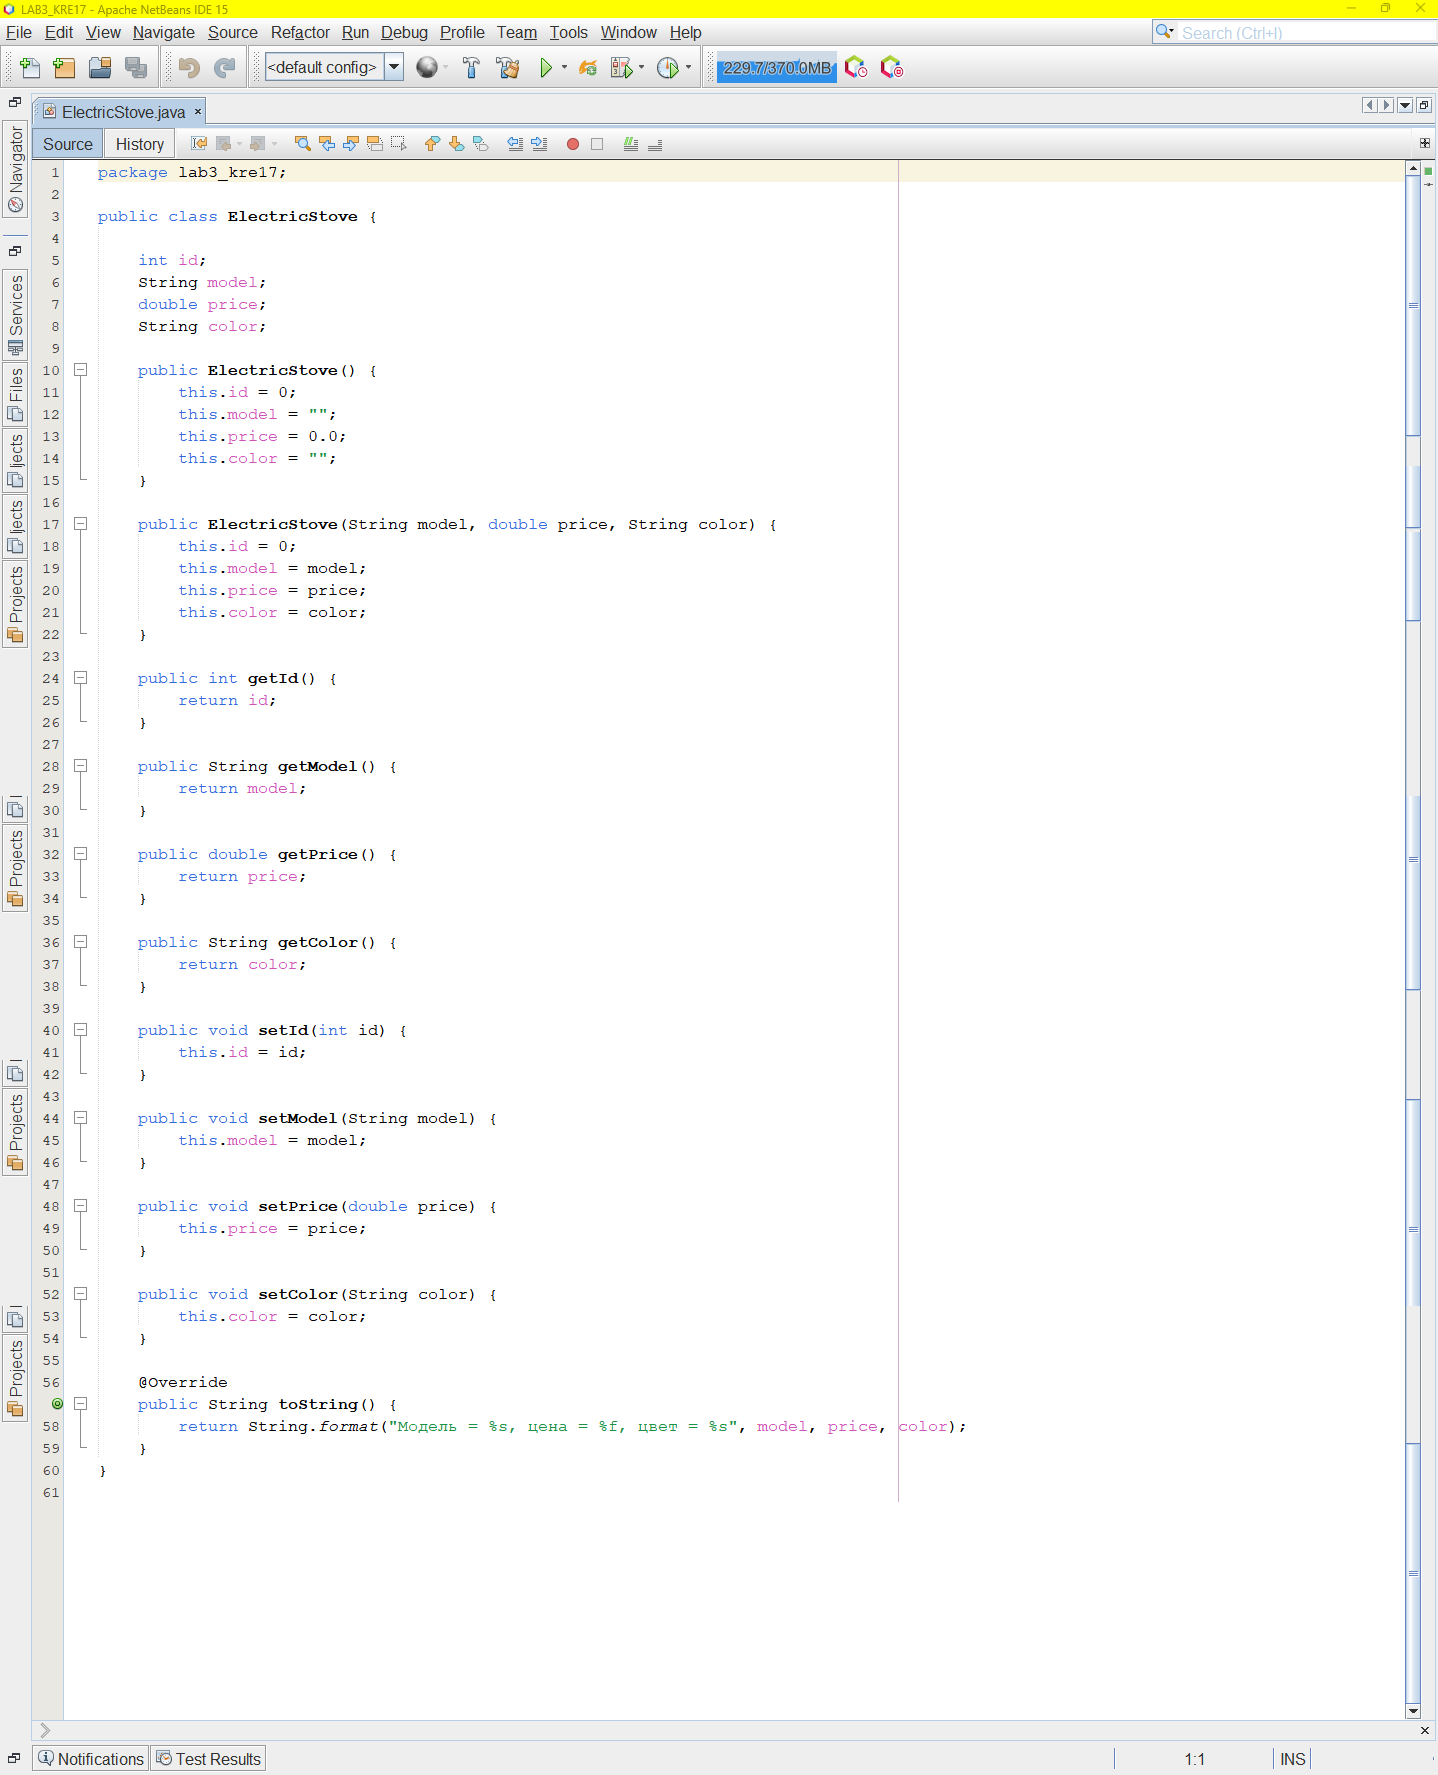 LAB3_KRE17 - Apache NetBeans IDE 15
File Edit View Navigate Source Refactor Run Debug Profile Team Tools Window Help
Search (Ctrl+I)
<default config>
229.7/370.0MB
ElectricStove.java
Source History
Navigator
Services
Files
jects
jects
Projects
Projects
Projects
Projects
1 package lab3_kre17;
2
3 public class ElectricStove {
4
5 int id;
6 String model;
7 double price;
8 String color;
9
10 public ElectricStove() {
11 this.id = 0;
12 this.model = "";
13 this.price = 0.0;
14 this.color = "";
15 }
16
17 public ElectricStove(String model, double price, String color) {
18 this.id = 0;
19 this.model = model;
20 this.price = price;
21 this.color = color;
22 }
23
24 public int getId() {
25 return id;
26 }
27
28 public String getModel() {
29 return model;
30 }
31
32 public double getPrice() {
33 return price;
34 }
35
36 public String getColor() {
37 return color;
38 }
39
40 public void setId(int id) {
41 this.id = id;
42 }
43
44 public void setModel(String model) {
45 this.model = model;
46 }
47
48 public void setPrice(double price) {
49 this.price = price;
50 }
51
52 public void setColor(String color) {
53 this.color = color;
54 }
55
56 @Override
public String toString() {
58 return String.format("Модель = %s, цена = %f, цвет = %s", model, price, color);
59 }
60 }
61
Notifications Test Results 1:1 INS